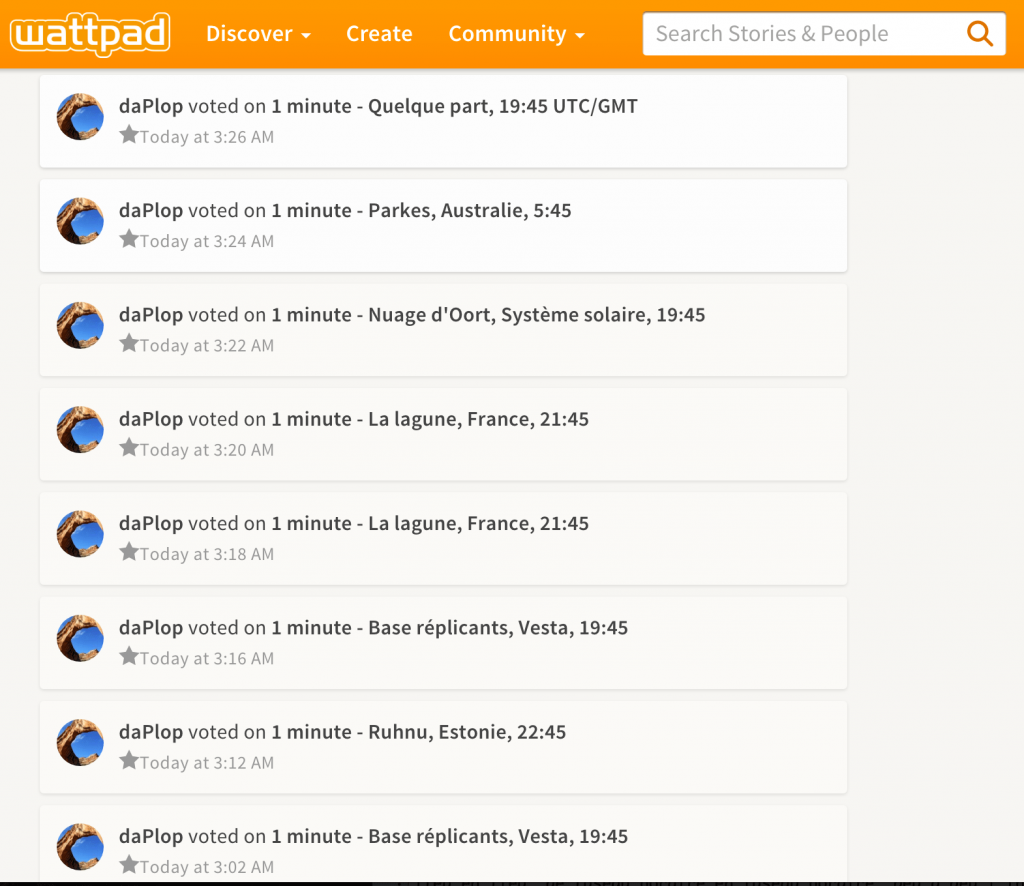 wattpad Discover Create Community Search Stories & People
daPlop voted on 1 minute - Quelque part, 19:45 UTC/GMT
Today at 3:26 AM
daPlop voted on 1 minute - Parkes, Australie, 5:45
Today at 3:24 AM
daPlop voted on 1 minute - Nuage d'Oort, Système solaire, 19:45
Today at 3:22 AM
daPlop voted on 1 minute - La lagune, France, 21:45
Today at 3:20 AM
daPlop voted on 1 minute - La lagune, France, 21:45
Today at 3:18 AM
daPlop voted on 1 minute - Base réplicants, Vesta, 19:45
Today at 3:16 AM
daPlop voted on 1 minute - Ruhnu, Estonie, 22:45
Today at 3:12 AM
daPlop voted on 1 minute - Base réplicants, Vesta, 19:45
Today at 3:02 AM